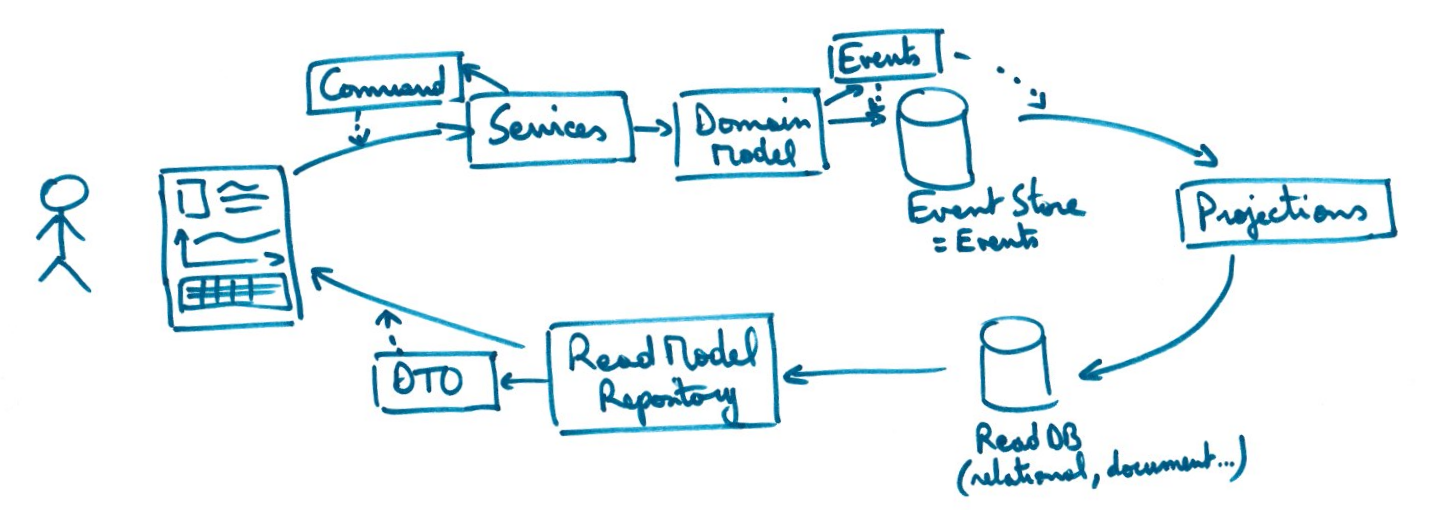 Command
Services
Domain
Model
Events
Event Store
= Events
Projections
Read Model
Repository
DTO
Read DB
(relational, document...)